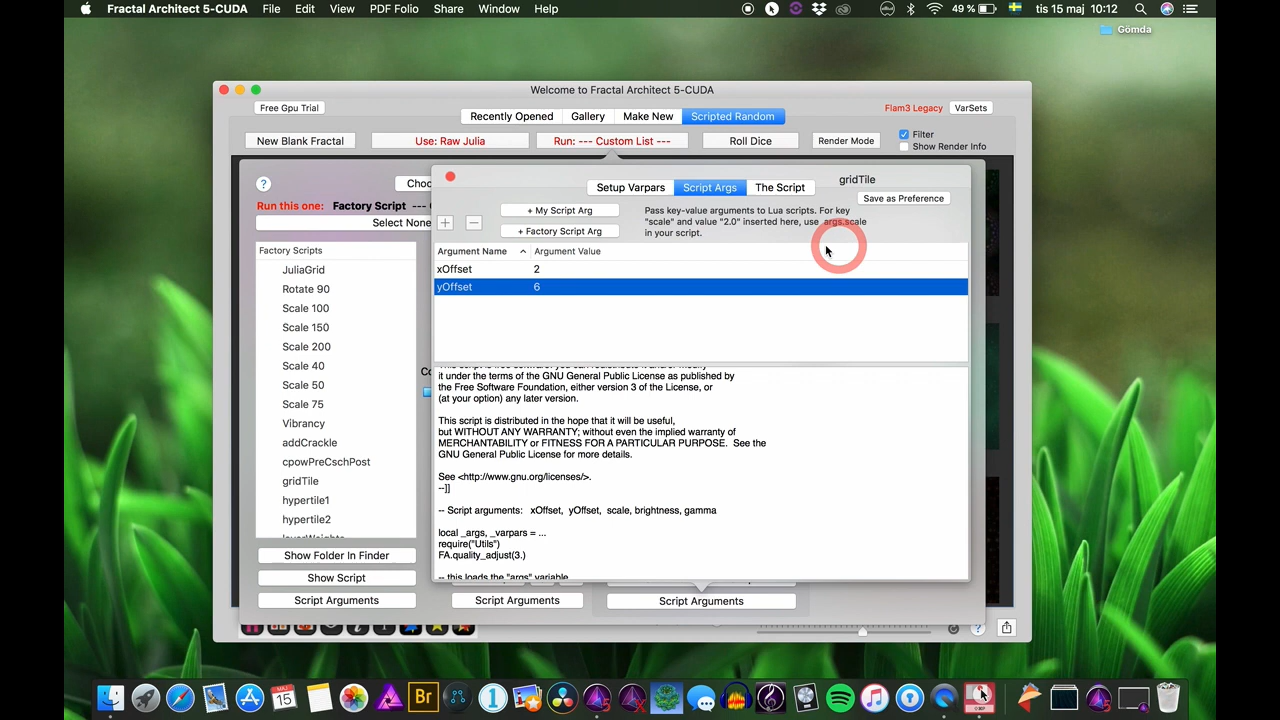 Fractal Architect 5-CUDA File Edit View PDF Folio Share Window Help 49 % tis 15 maj 10:12
Gömda
Welcome to Fractal Architect 5-CUDA
Free Gpu Trial
Recently Opened Gallery Make New Scripted Random
Flam3 Legacy VarSets
New Blank Fractal Use: Raw Julia Run: --- Custom List --- Roll Dice Render Mode
Filter
Show Render Info
? Choo
Run this one: Factory Script --- C
Select None
Setup Varpars Script Args The Script
gridTile
Save as Preference
+ My Script Arg
+ Factory Script Arg
Pass key-value arguments to Lua scripts. For key
"scale" and value "2.0" inserted here, use args.scale
in your script.
Argument Name Argument Value
xOffset 2
yOffset 6
Factory Scripts
JuliaGrid
Rotate 90
Scale 100
Scale 150
Scale 200
Scale 40
Scale 50
Scale 75
Vibrancy
addCrackle
cpowPreCschPost
gridTile
hypertile1
hypertile2
Co
it under the terms of the GNU General Public License as published by
the Free Software Foundation, either version 3 of the License, or
(at your option) any later version.
This script is distributed in the hope that it will be useful,
but WITHOUT ANY WARRANTY; without even the implied warranty of
MERCHANTABILITY or FITNESS FOR A PARTICULAR PURPOSE. See the
GNU General Public License for more details.
See <http://www.gnu.org/licenses/>.
--]]
-- Script arguments: xOffset, yOffset, scale, brightness, gamma
local _args, _varpars = ...
require("Utils")
FA.quality_adjust(3.)
-- this loads the "args" variable
Show Folder In Finder
Show Script
Script Arguments Script Arguments Script Arguments
?
MAJ
15
Br
1